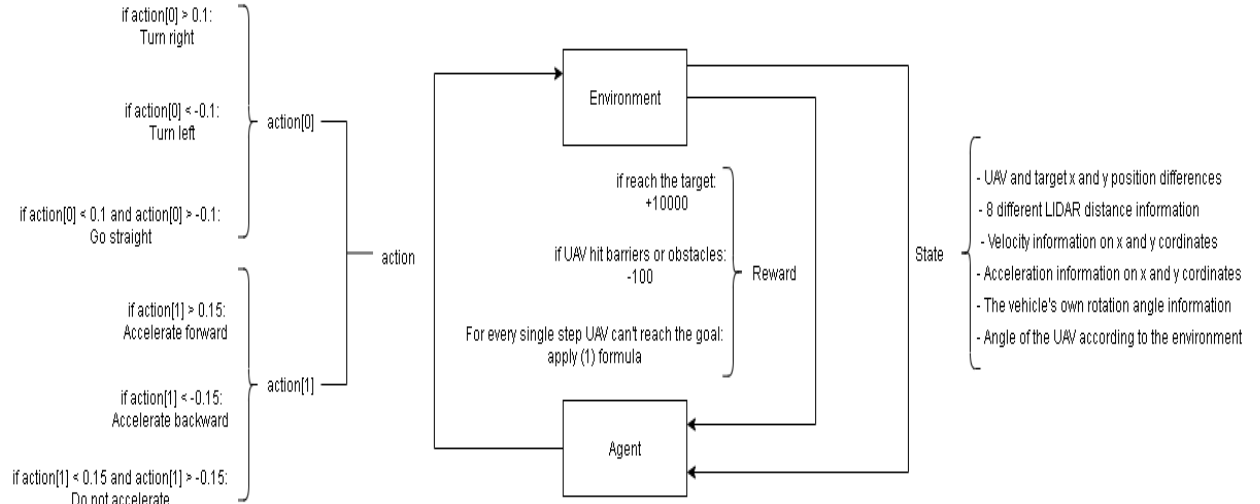 if action[0] > 0.1:
Turn right
if action[0] < -0.1:
Turn left
if action[0] < 0.1 and action[0] > -0.1:
Go straight
action[0]
if action[1] > 0.15:
Accelerate forward
if action[1] < -0.15:
Accelerate backward
if action[1] < 0.15 and action[1] > -0.15:
Do not accelerate
action[1]
action
Environment
if reach the target:
+10000
if UAV hit barriers or obstacles:
-100
For every single step UAV can't reach the goal:
apply (1) formula
Reward
Agent
State
- UAV and target x and y position differences
- 8 different LIDAR distance information
- Velocity information on x and y cordinates
- Acceleration information on x and y cordinates
- The vehicle's own rotation angle information
- Angle of the UAV according to the environment